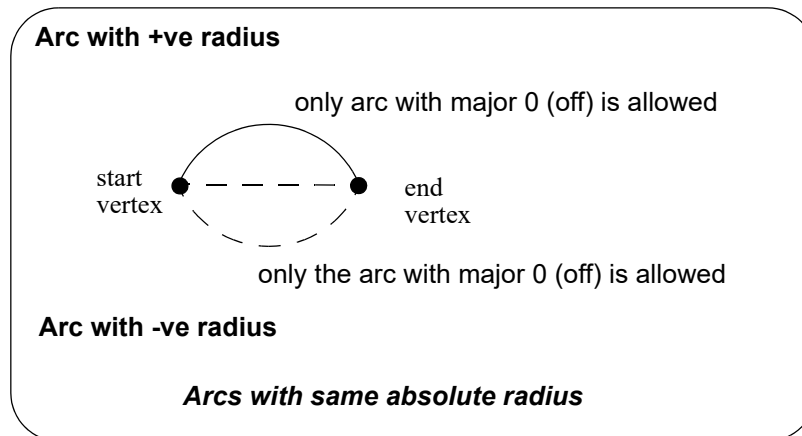 Arc with +ve radius
only arc with major 0 (off) is allowed
start
vertex
end
vertex
only the arc with major 0 (off) is allowed
Arc with -ve radius
Arcs with same absolute radius